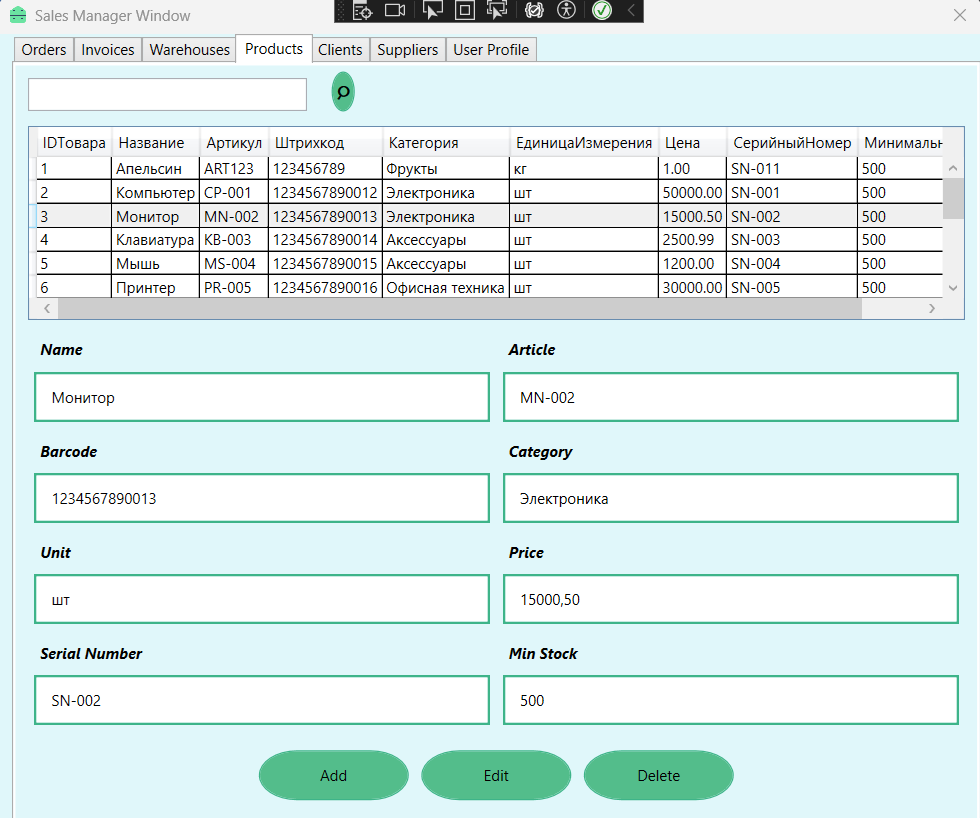 Sales Manager Window
Orders Invoices Warehouses Products Clients Suppliers User Profile
IDТовара Название Артикул Штрихкод Категория ЕдиницаИзмерения Цена СерийныйНомер Минимальн
1 Апельсин ART123 123456789 Фрукты кг 1.00 SN-011 500
2 Компьютер CP-001 1234567890012 Электроника шт 50000.00 SN-001 500
3 Монитор MN-002 1234567890013 Электроника шт 15000.50 SN-002 500
4 Клавиатура KB-003 1234567890014 Аксессуары шт 2500.99 SN-003 500
5 Мышь MS-004 1234567890015 Аксессуары шт 1200.00 SN-004 500
6 Принтер PR-005 1234567890016 Офисная техника шт 30000.00 SN-005 500
Name Article
Монитор MN-002
Barcode Category
1234567890013 Электроника
Unit Price
шт 15000,50
Serial Number Min Stock
SN-002 500
Add Edit Delete